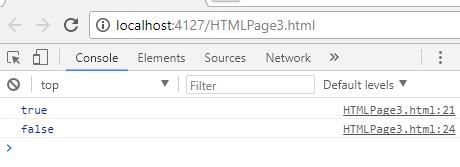 localhost:4127/HTMLPage3.html
Console Elements Sources Network »
top Filter Default levels ▼
true HTMLPage3.html:21
false HTMLPage3.html:24
>